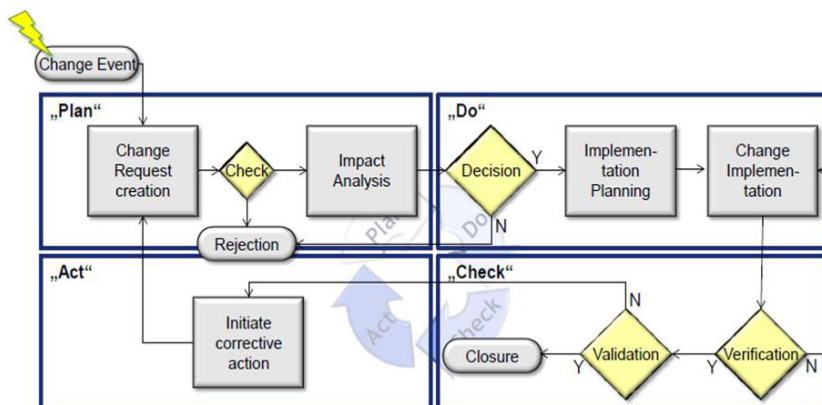 Change Event
„Plan“
Change
Request
creation
Check
Impact
Analysis
Rejection
„Do“
Decision
Y
N
Implemen-
tation
Planning
Change
Implemen-
tation
„Act“
Initiate
corrective
action
„Check“
Closure
Y
Validation
N
Y
Verification
N
Plan
Do
Act
Check